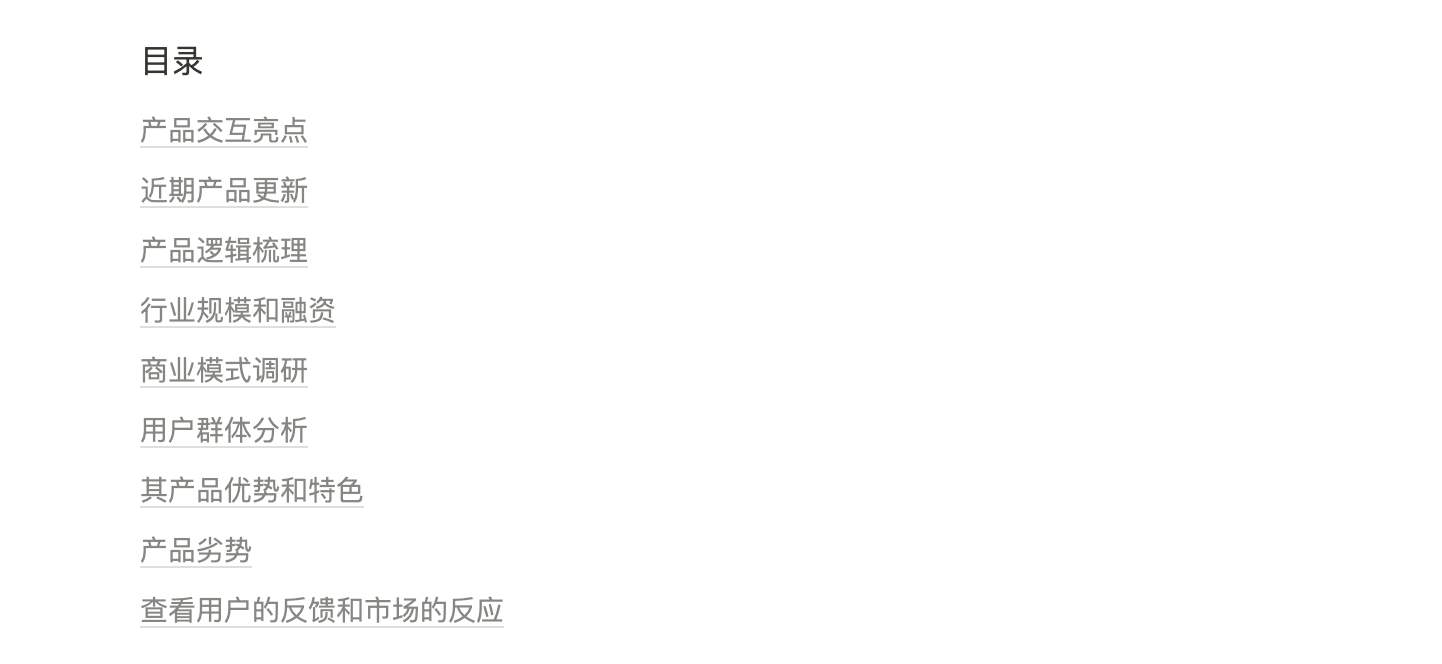 目录
产品交互亮点
近期产品更新
产品逻辑梳理
行业规模和融资
商业模式调研
用户群体分析
其产品优势和特色
产品劣势
查看用户的反馈和市场的反应